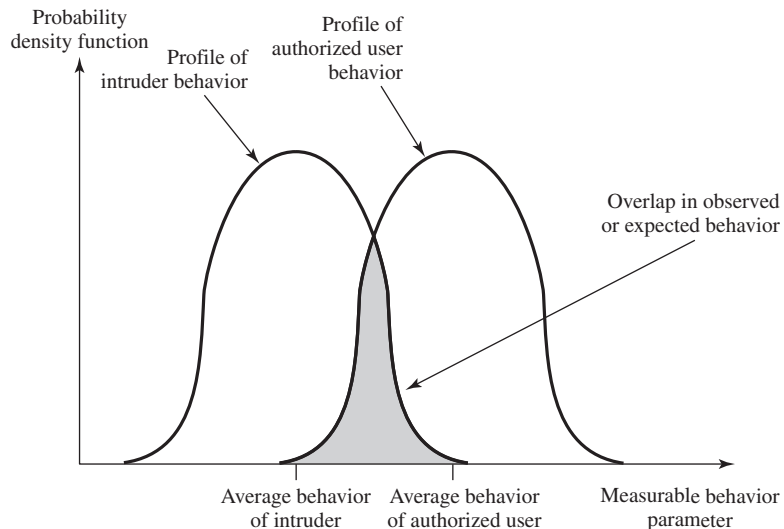 Probability
density function
Profile of
intruder behavior
Profile of
authorized user
behavior
Overlap in observed
or expected behavior
Average behavior
of intruder
Average behavior
of authorized user
Measurable behavior
parameter